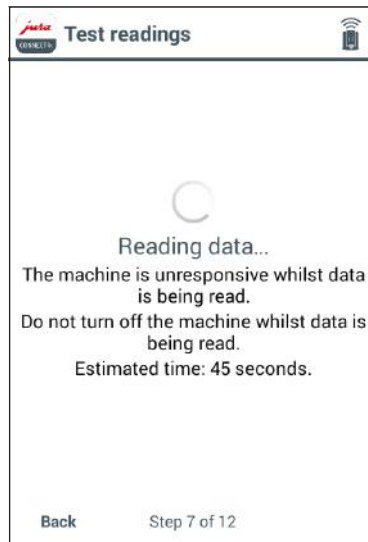 jura
CONNECT®
Test readings
Reading data...
The machine is unresponsive whilst data
is being read.
Do not turn off the machine whilst data is
being read.
Estimated time: 45 seconds.
Back
Step 7 of 12